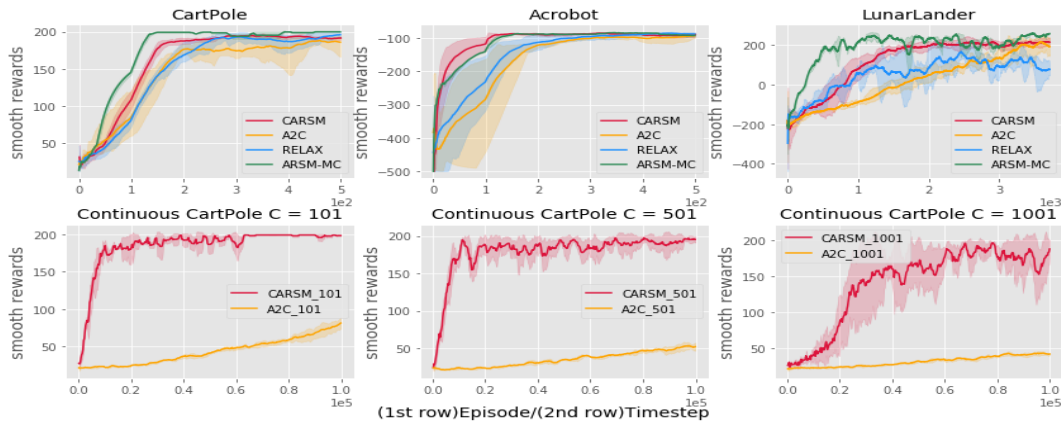 CartPole
smooth rewards
200
150
100
50
0
1
2
3
4
5
1e2
CARSM
A2C
RELAX
ARSM-MC
Acrobot
smooth rewards
−100
−200
−300
−400
−500
0
1
2
3
4
5
1e2
CARSM
A2C
RELAX
ARSM-MC
LunarLander
smooth rewards
200
0
−200
−400
0
1
2
3
1e3
CARSM
A2C
RELAX
ARSM-MC
Continuous CartPole C = 101
smooth rewards
200
150
100
50
0.0
0.2
0.4
0.6
0.8
1.0
1e5
CARSM_101
A2C_101
Continuous CartPole C = 501
smooth rewards
200
150
100
50
0.0
0.2
0.4
0.6
0.8
1.0
1e5
CARSM_501
A2C_501
Continuous CartPole C = 1001
smooth rewards
200
150
100
50
0.0
0.2
0.4
0.6
0.8
1.0
1e5
CARSM_1001
A2C_1001
(1st row)Episode/(2nd row)Timestep